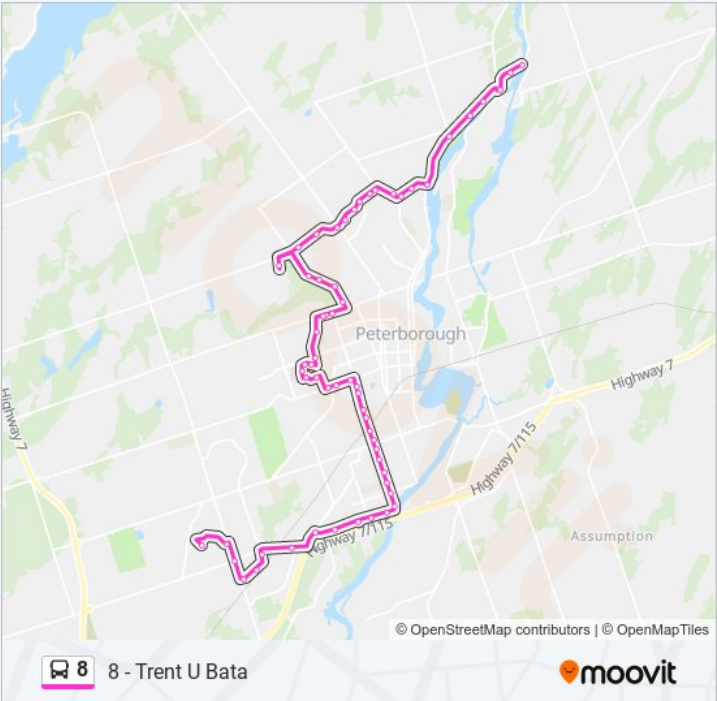 Peterborough
Highway 7
Highway 7
Highway 7/115
Highway 7/115
Assumption
© OpenStreetMap contributors | © OpenMapTiles
8 8 - Trent U Bata
moovit